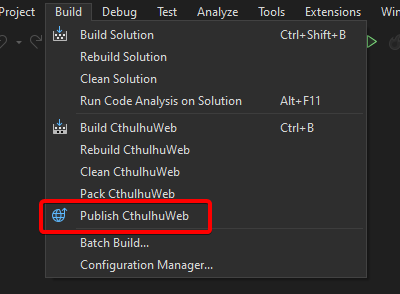 Project Build Debug Test Analyze Tools Extensions Win
Build Solution Ctrl+Shift+B
Rebuild Solution
Clean Solution
Run Code Analysis on Solution Alt+F11
Build CthulhuWeb Ctrl+B
Rebuild CthulhuWeb
Clean CthulhuWeb
Pack CthulhuWeb
Publish CthulhuWeb
Batch Build...
Configuration Manager...